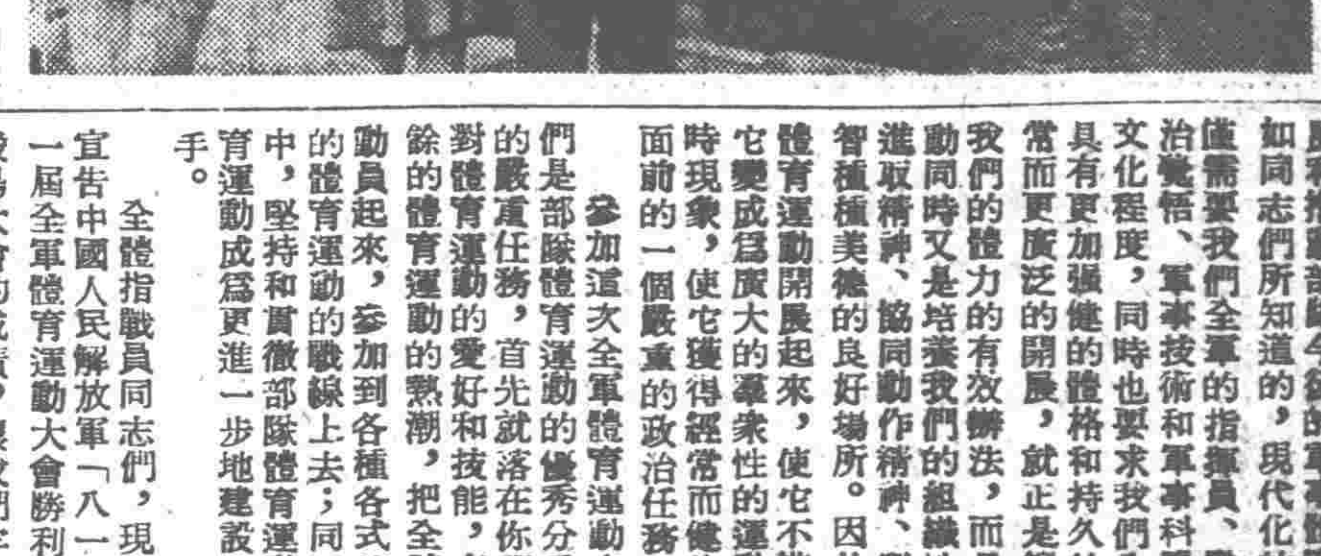 如同志們所知道的，現代化
僅需要我們全軍的指揮員、
治覺悟、軍事技術和軍事科
文化程度，同時也要求我們
具有更加强健的體格和持久
常而更廣泛的開展，就正是
我們的體力的有效辦法，而
動同時又是培養我們的組織
進取精神、協同動作精神、
智種種美德的良好場所。因
體育運動開展起來，使它不
它變成爲廣大的羣衆性的運
時現象，使它獲得經常而健
面前的一個嚴重的政治任務
參加這次全軍體育運動
們是部隊體育運動的優秀分
的嚴重任務，首先就落在你
對體育運動的愛好和技能，
餘的體育運動的熱潮，把全
動員起來，參加到各種各式
的體育運動的戰線上去；同
中，堅持和貫徹部隊體育運
育運動成爲更進一步地建設
手。
全體指戰員同志們，現
宣告中國人民解放軍「八一
一屆全軍體育運動大會勝利